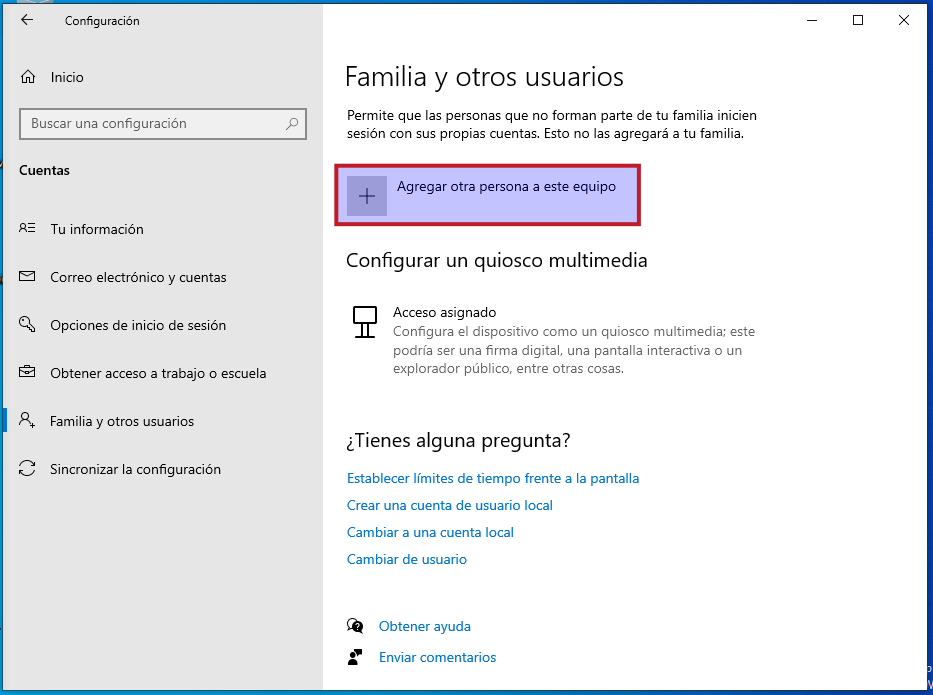 Configuración
Inicio
Buscar una configuración
Cuentas
Tu información
Correo electrónico y cuentas
Opciones de inicio de sesión
Obtener acceso a trabajo o escuela
Familia y otros usuarios
Sincronizar la configuración
Familia y otros usuarios
Permite que las personas que no forman parte de tu familia inicien
sesión con sus propias cuentas. Esto no las agregará a tu familia.
Agregar otra persona a este equipo
Configurar un quiosco multimedia
Acceso asignado
Configura el dispositivo como un quiosco multimedia; este
podría ser una firma digital, una pantalla interactiva o un
explorador público, entre otras cosas.
¿Tienes alguna pregunta?
Establecer límites de tiempo frente a la pantalla
Crear una cuenta de usuario local
Cambiar a una cuenta local
Cambiar de usuario
Obtener ayuda
Enviar comentarios